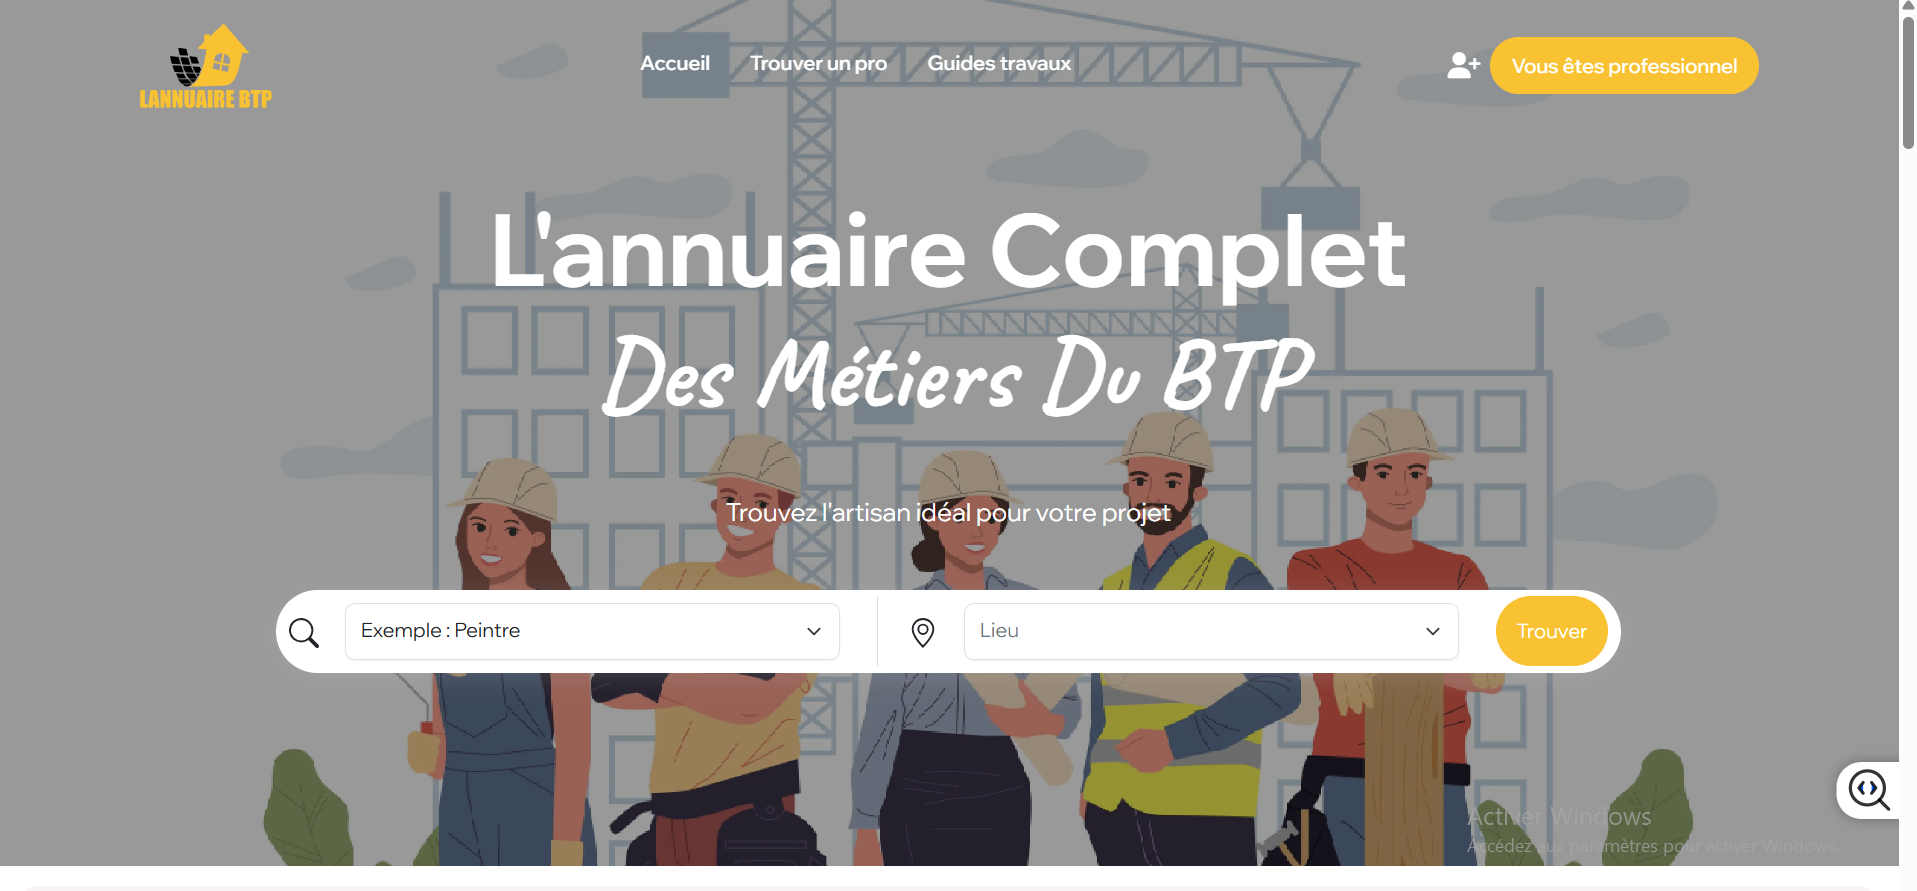 LANNUAIRE BTP
Accueil
Trouver un pro
Guides travaux
Vous êtes professionnel
L'annuaire Complet
Des Métiers Du BTP
Trouvez l'artisan idéal pour votre projet
Exemple : Peintre
Lieu
Trouver
Activer Windows
Accédez aux paramètres pour activer Windows.